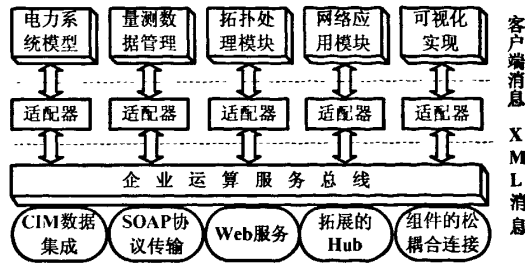 电力系
统模型
量测数
据管理
拓扑处
理模块
网络应
用模块
可视化
实现
客户端消息
适配器
适配器
适配器
适配器
适配器
XML消息
企业运算服务总线
CIM数据
集成
SOAP协
议传输
Web服务
拓展的
Hub
组件的松
耦合连接